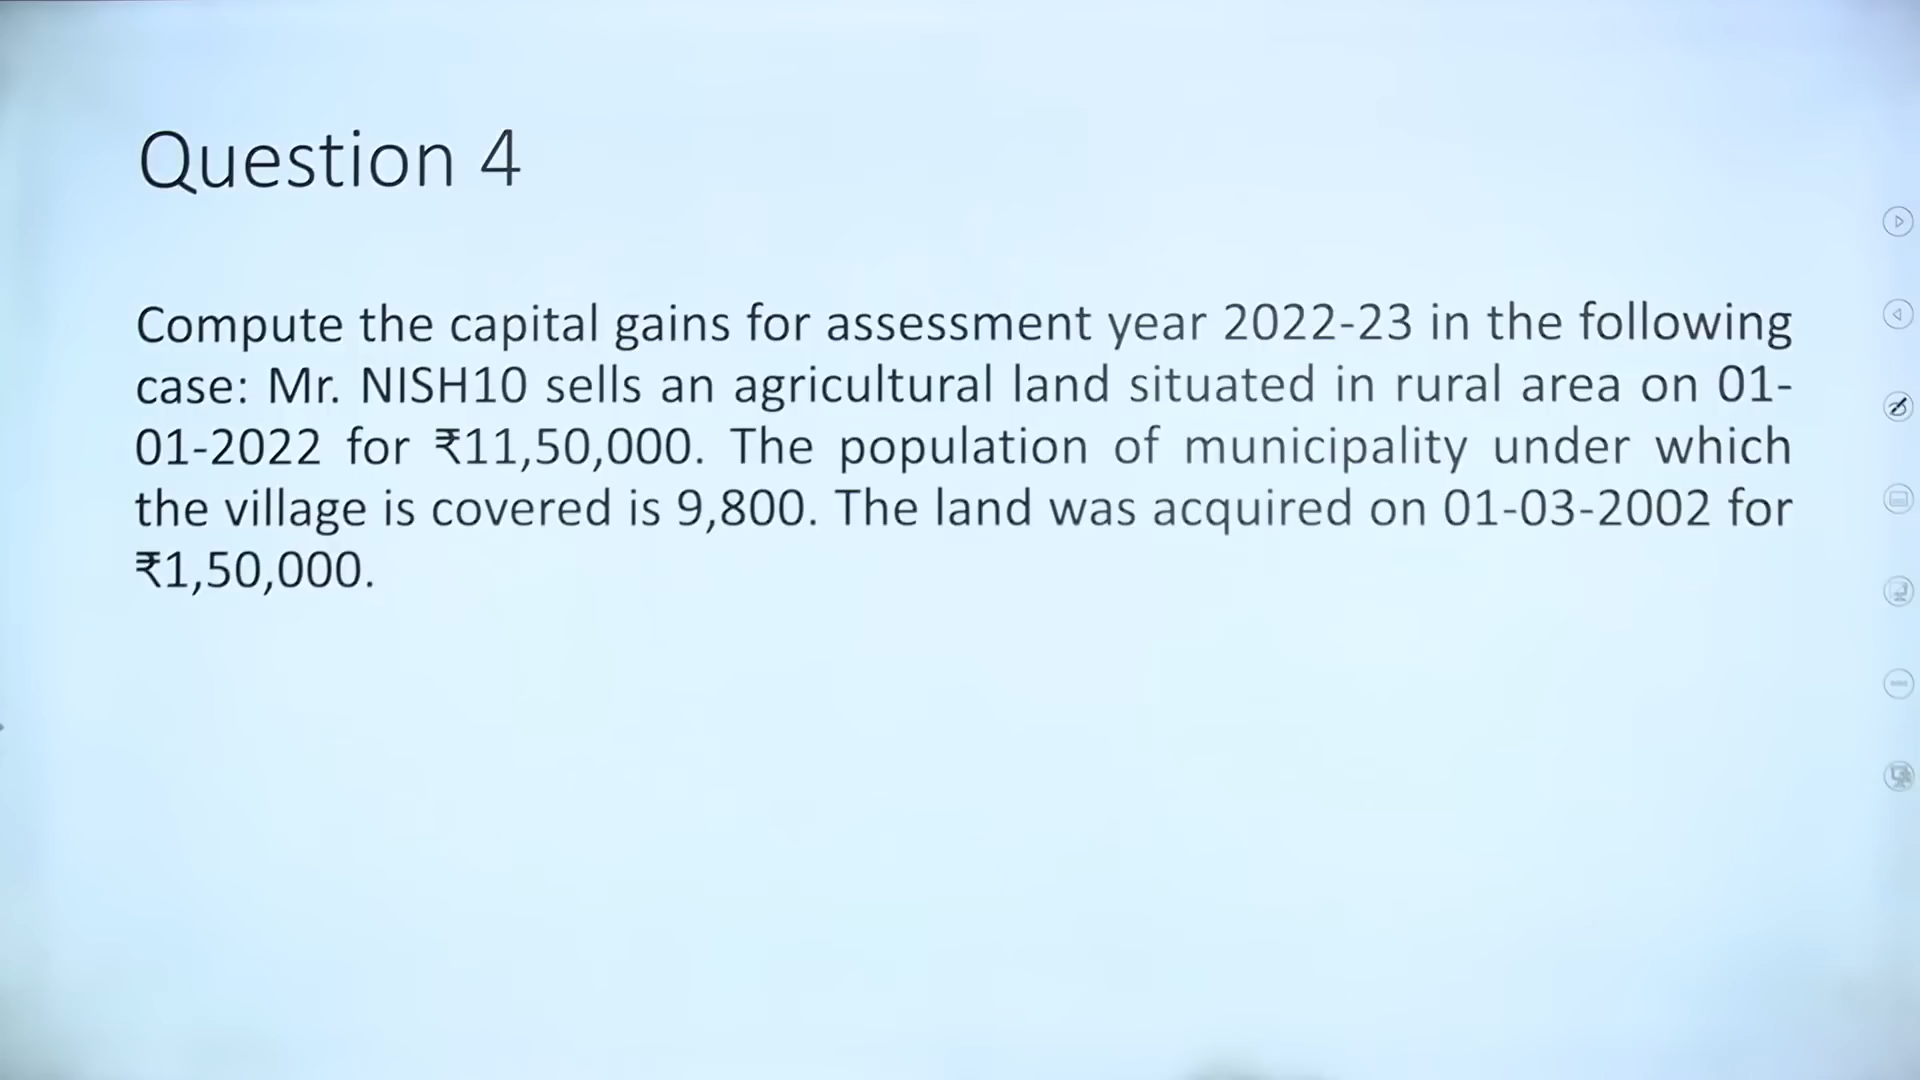 Question 4
Compute the capital gains for assessment year 2022-23 in the following
case: Mr. NISH10 sells an agricultural land situated in rural area on 01-
01-2022 for ₹11,50,000. The population of municipality under which
the village is covered is 9,800. The land was acquired on 01-03-2002 for
₹1,50,000.